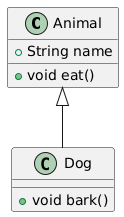 C Animal
String name
void eat()
C Dog
void bark()